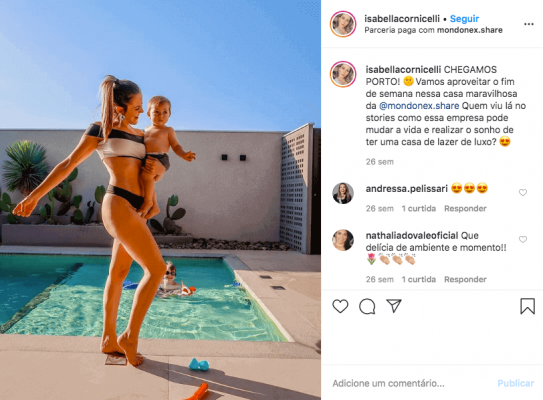 isabellacornicelli • Seguir
Parceria paga com mondonex.share
isabellacornicelli CHEGAMOS
PORTO! 🤫 Vamos aproveitar o fim
de semana nessa casa maravilhosa
da @mondonex.share Quem viu lá no
stories como essa empresa pode
mudar a vida e realizar o sonho de
ter uma casa de lazer de luxo? 😍
26 sem
andressa.pelissari 😍😍😍
26 sem 1 curtida Responder
nathaliadovaleoficial Que
delícia de ambiente e momento!!
🌷👏🏼👏🏼👏🏼
26 sem 1 curtida Responder
Adicione um comentário... Publicar